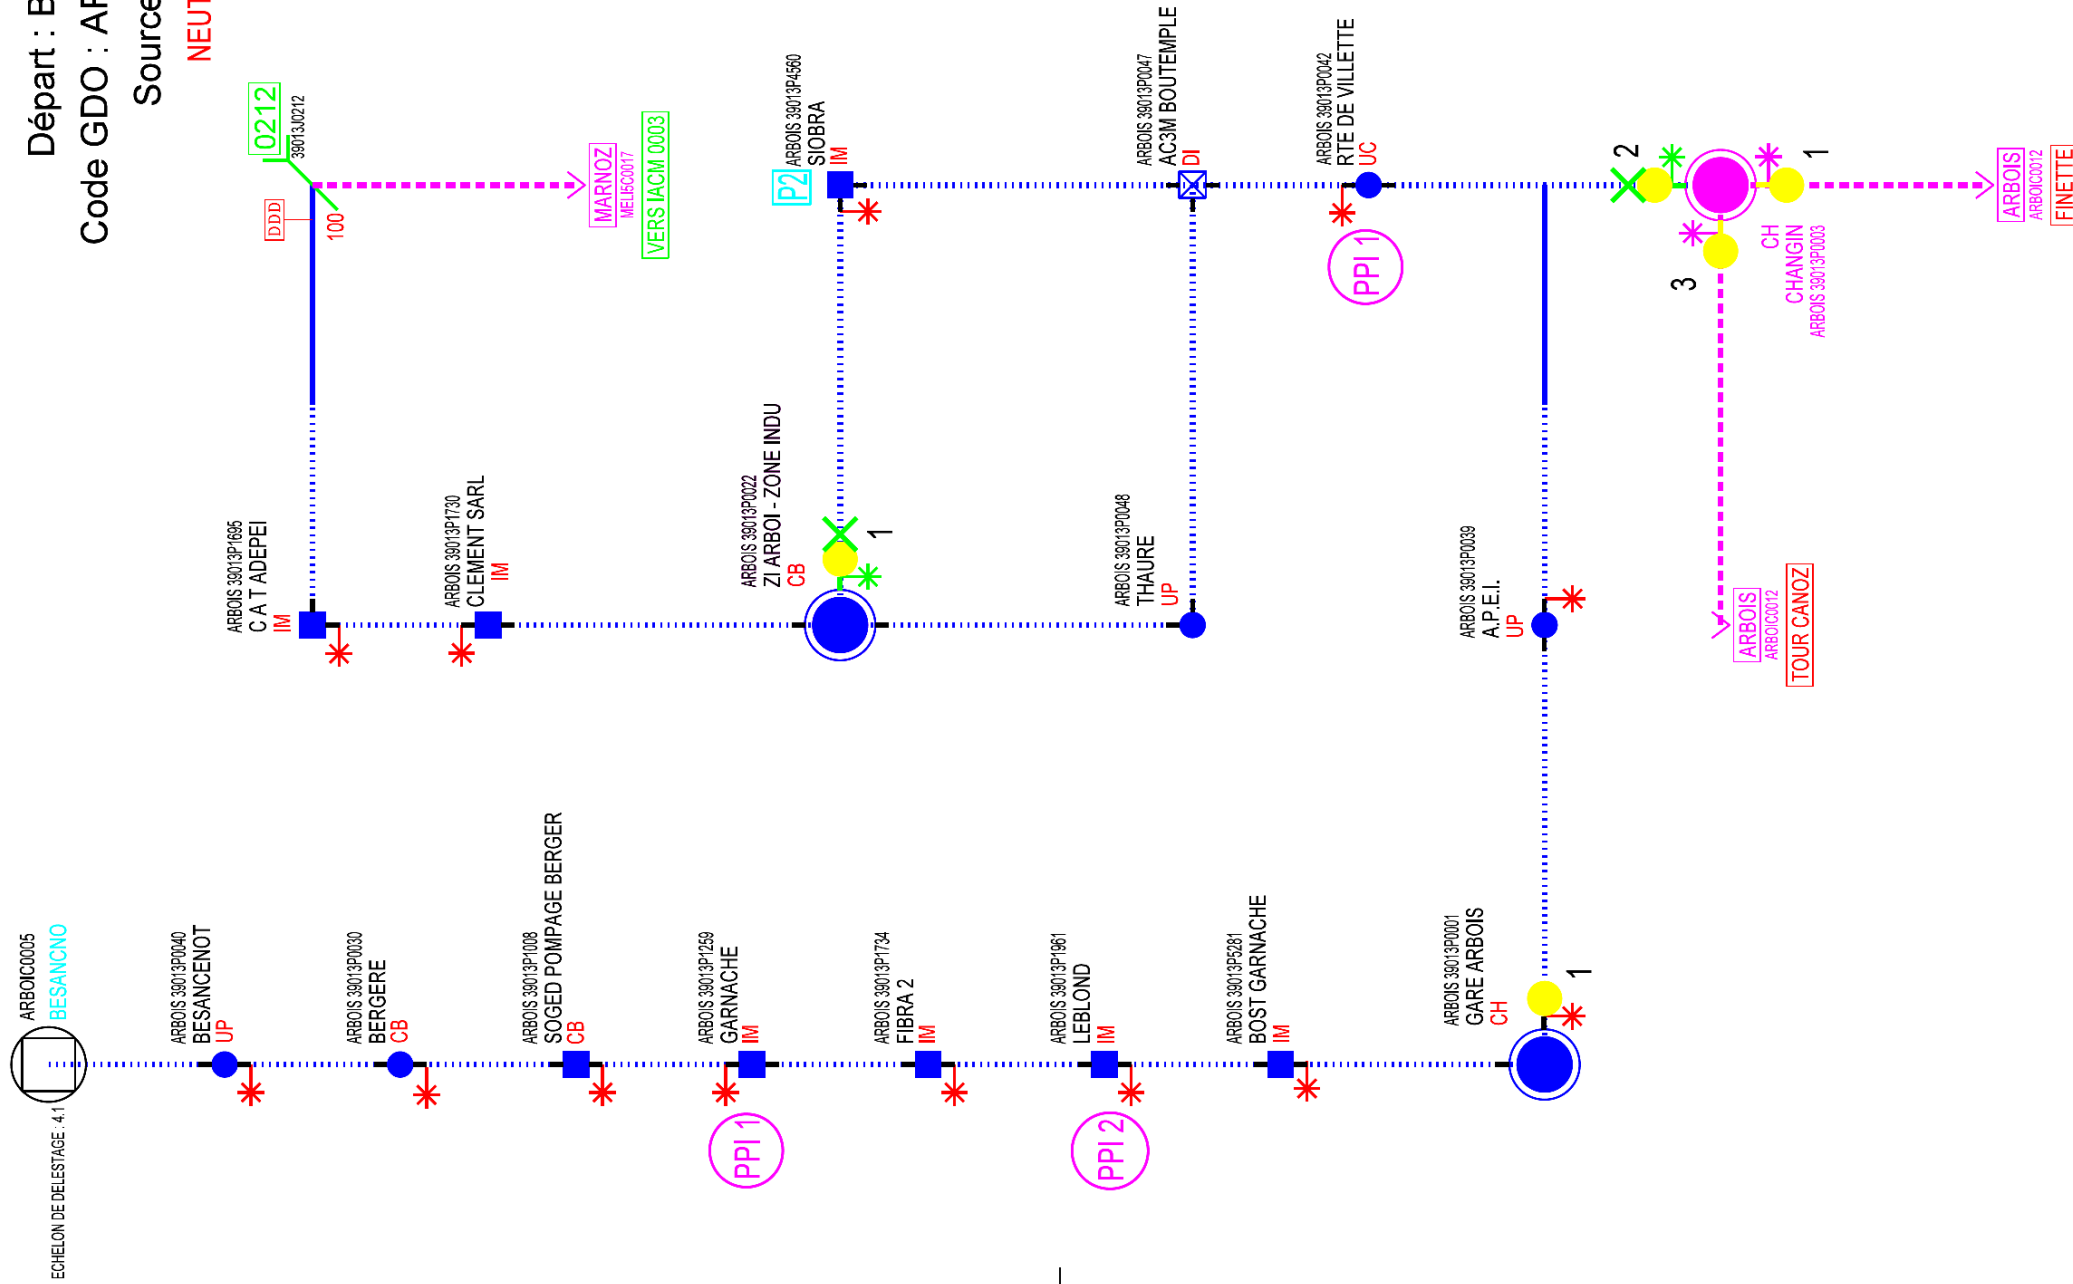 Départ : B
Code GDO : AR
Source
NEUT
ECHELON DE DELESTAGE : 4.1
ARBOIC0005
BESANCNO
ARBOIS 39013P0040
BESANCENOT
UP
ARBOIS 39013P0030
BERGERE
CB
ARBOIS 39013P1008
SOGED POMPAGE BERGER
CB
ARBOIS 39013P1259
GARNACHE
IM
PPI 1
ARBOIS 39013P1734
FIBRA 2
IM
ARBOIS 39013P1961
LEBLOND
IM
PPI 2
ARBOIS 39013P5281
BOST GARNACHE
IM
ARBOIS 39013P0001
GARE ARBOIS
CH
1
ARBOIS 39013P1695
C A T ADEPEI
IM
ARBOIS 39013P1730
CLEMENT SARL
IM
ARBOIS 39013P0022
ZI ARBOI - ZONE INDU
CB
1
ARBOIS 39013P0048
THAURE
UP
ARBOIS 39013P0039
A.P.E.I.
UP
ARBOIS
ARBOIC0012
TOUR CANOZ
0212
39013J0212
DDD
100
MARNOZ
MELI5C0017
VERS IACM 0003
P2
ARBOIS 39013P4560
SIOBRA
IM
ARBOIS 39013P0047
AC3M BOUTEMPLE
DI
ARBOIS 39013P0042
RTE DE VILLETTE
UC
PPI 1
2
3
1
CH
CHANGIN
ARBOIS 39013P0003
ARBOIS
ARBOIC0012
FINETTE